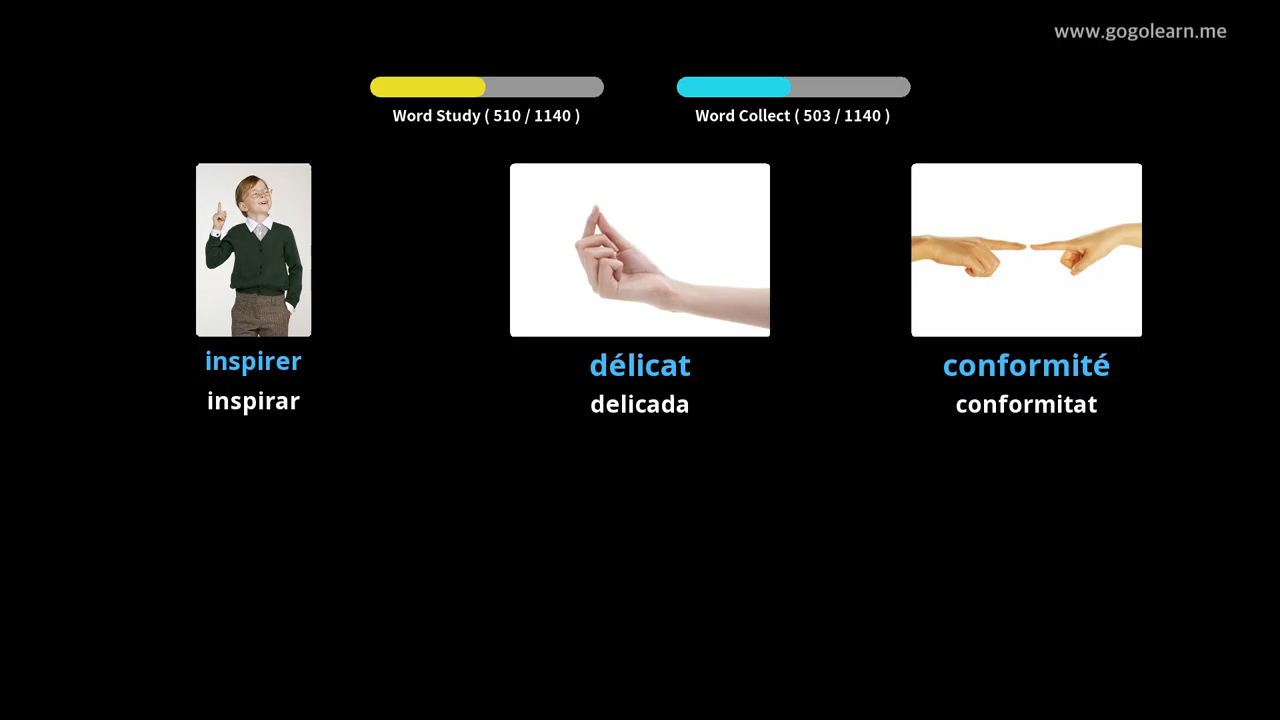 www.gogolearn.me
Word Study ( 510 / 1140 )
Word Collect ( 503 / 1140 )
inspirer
inspirar
délicat
delicada
conformité
conformitat